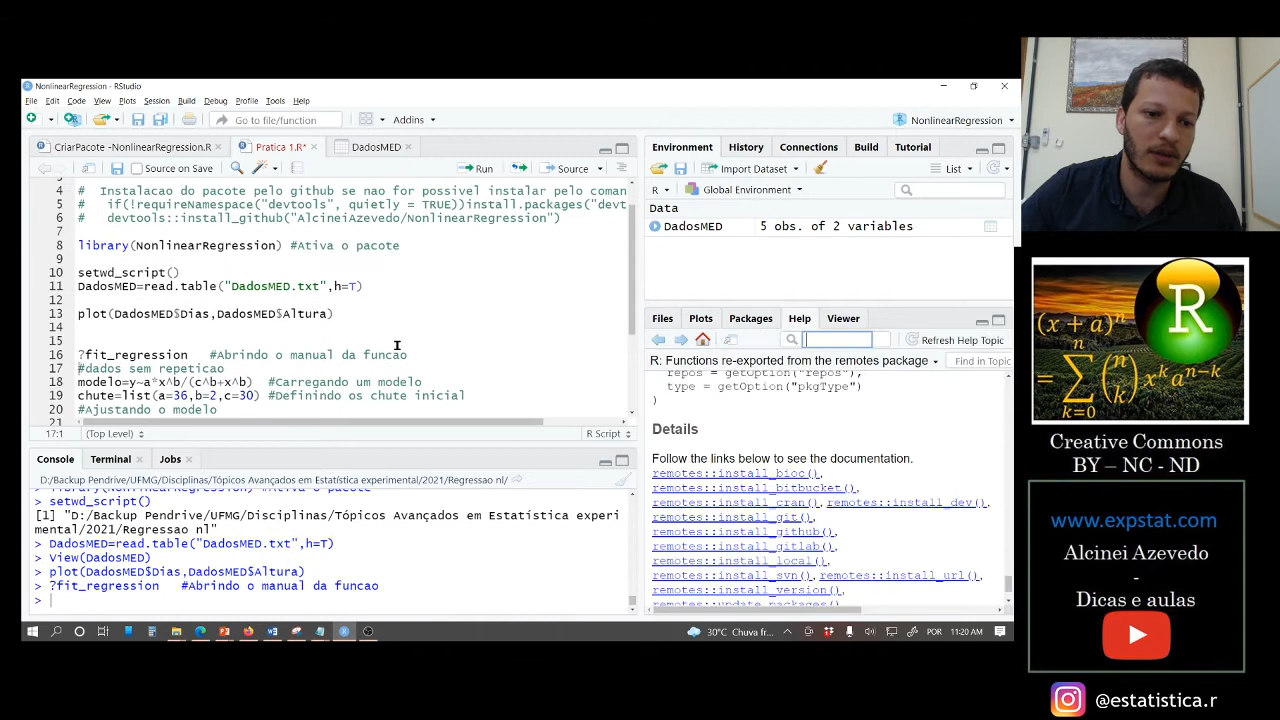 NonlinearRegression - RStudio
File Edit Code View Plots Session Build Debug Profile Tools Help
Go to file/function Addins NonlinearRegression
CriarPacote -NonlinearRegression.R Pratica 1.R* DadosMED
Source on Save Run Source
4 # Instalacao do pacote pelo github se nao for possivel instalar pelo coman
5 # if(!requireNamespace("devtools", quietly = TRUE))install.packages("devt
6 # devtools::install_github("AlcineiAzevedo/NonlinearRegression")
7
8 library(NonlinearRegression) #Ativa o pacote
9
10 setwd_script()
11 DadosMED=read.table("DadosMED.txt",h=T)
12
13 plot(DadosMED$Dias,DadosMED$Altura)
14
15
16 ?fit_regression #Abrindo o manual da funcao
17 #dados sem repeticao
18 modelo=y~a*x^b/(c^b+x^b) #Carregando um modelo
19 chute=list(a=36,b=2,c=30) #Definindo os chute inicial
20 #Ajustando o modelo
21
17:1 (Top Level) R Script
Console Terminal Jobs
D:/Backup Pendrive/UFMG/Disciplinas/Tópicos Avançados em Estatística experimental/2021/Regressao nl/
> setwd_script()
[1] "D:/Backup Pendrive/UFMG/Disciplinas/Tópicos Avançados em Estatística experi
mental/2021/Regressao nl"
> DadosMED=read.table("DadosMED.txt",h=T)
> View(DadosMED)
> plot(DadosMED$Dias,DadosMED$Altura)
> ?fit_regression #Abrindo o manual da funcao
>
Environment History Connections Build Tutorial
Import Dataset List
R Global Environment
Data
DadosMED 5 obs. of 2 variables
Files Plots Packages Help Viewer
Refresh Help Topic
R: Functions re-exported from the remotes package Find in Topic
repos = getOption("repos"),
type = getOption("pkgType")
)
Details
Follow the links below to see the documentation.
remotes::install_bioc(),
remotes::install_bitbucket(),
remotes::install_cran(), remotes::install_dev(),
remotes::install_git(),
remotes::install_github(),
remotes::install_gitlab(),
remotes::install_local(),
remotes::install_svn(), remotes::install_url(),
remotes::install_version(),
remotes::update_packages()
30°C Chuva fr... POR 11:20 AM
(x + a)^n
= ∑ (n k) x^k a^(n−k)
n
k=0
R
Creative Commons
BY – NC - ND
www.expstat.com
Alcinei Azevedo
-
Dicas e aulas
@estatistica.r